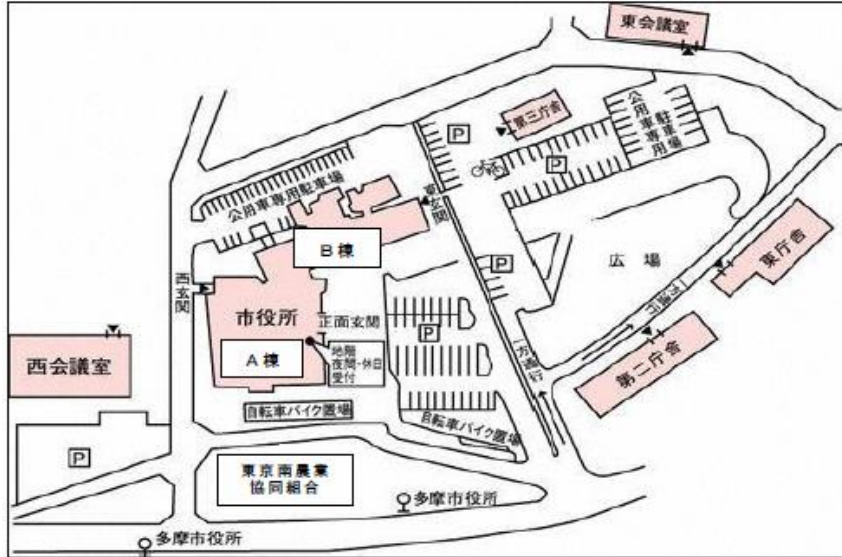 東会議室
公用車駐車
専用場
第三庁舎
P
P
公用車専用駐車場
東玄関
B棟
西玄関
市役所
正面玄関
A棟
地階
夜間・休日
受付
P
P
広場
東庁舎
一方通行
第二庁舎
一方通行
西会議室
自転車バイク置場
自転車バイク置場
P
東京南農業
協同組合
多摩市役所
多摩市役所